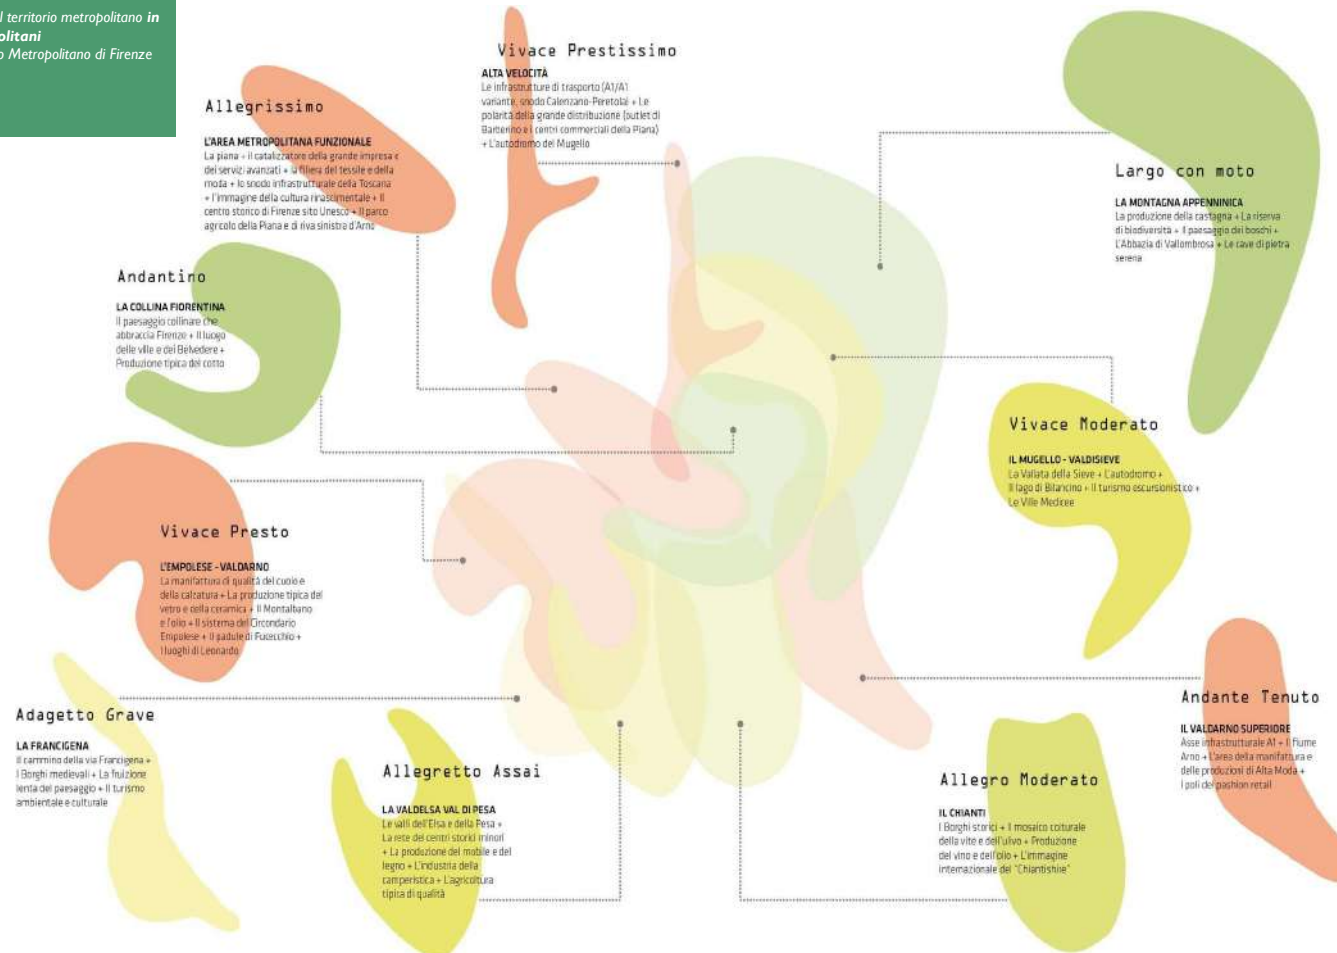 l territorio metropolitano in
olitani
o Metropolitano di Firenze
Vivace Prestissimo
ALTA VELOCITÀ
Le infrastrutture di trasporto (A1/A1
variante, snodo Calenzano-Peretola) + Le
polarità della grande distribuzione (outlet di
Barberino e i centri commerciali della Piana)
+ L'autodromo del Mugello
Allegrissimo
L'AREA METROPOLITANA FUNZIONALE
La piana + il catalizzatore della grande impresa e
dei servizi avanzati + la filiera del tessile e della
moda + lo snodo infrastrutturale della Toscana
+ l'immagine della cultura rinascimentale + Il
centro storico di Firenze sito Unesco + Il parco
agricolo della Piana e di riva sinistra d'Arno
Largo con moto
LA MONTAGNA APPENNINICA
La produzione della castagna + La riserva
di biodiversità + Il paesaggio dei boschi +
L'Abbazia di Vallombrosa + Le cave di pietra
serena
Andantino
LA COLLINA FIORENTINA
Il paesaggio collinare che
abbraccia Firenze + Il luogo
delle ville e dei Belvedere +
Produzione tipica del cotto
Vivace Moderato
IL MUGELLO - VALDISIEVE
La Vallata della Sieve + L'autodromo +
Il lago di Bilancino + Il turismo escursionistico +
Le Ville Medicee
Vivace Presto
L'EMPOLESE - VALDARNO
La manifattura di qualità del cuoio e
della calzatura + La produzione tipica del
vetro e della ceramica + Il Montalbano
e l'olio + Il sistema del Circondario
Empolese + Il padule di Fucecchio +
I luoghi di Leonardo
Andante Tenuto
IL VALDARNO SUPERIORE
Asse infrastrutturale A1 + Il fiume
Arno + L'area della manifattura e
delle produzioni di Alta Moda +
I poli del pashion retail
Adagetto Grave
LA FRANCIGENA
Il cammino della via Francigena +
I Borghi medievali + La fruizione
lenta del paesaggio + Il turismo
ambientale e culturale
Allegretto Assai
LA VALDELSA VAL DI PESA
Le valli dell'Elsa e della Pesa +
La rete dei centri storici minori
+ La produzione del mobile e del
legno + L'industria della
camperistica + L'agricoltura
tipica di qualità
Allegro Moderato
IL CHIANTI
I Borghi storici + Il mosaico colturale
della vite e dell'ulivo + Produzione
del vino e dell'olio + L'immagine
internazionale del "Chiantishire"